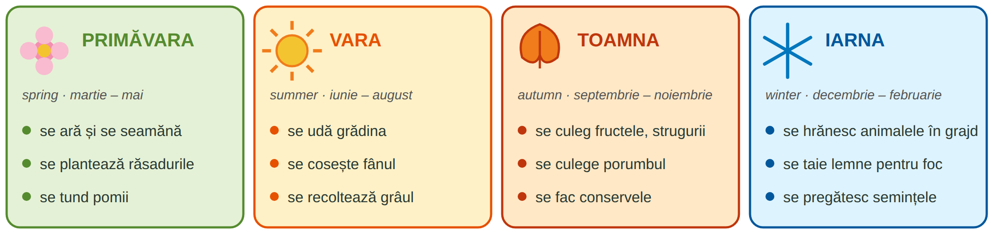 PRIMĂVARA
spring · martie – mai
se ară și se seamănă
se plantează răsadurile
se tund pomii
VARA
summer · iunie – august
se udă grădina
se cosește fânul
se recoltează grâul
TOAMNA
autumn · septembrie – noiembrie
se culeg fructele, strugurii
se culege porumbul
se fac conservele
IARNA
winter · decembrie – februarie
se hrănesc animalele în grajd
se taie lemne pentru foc
se pregătesc semințele